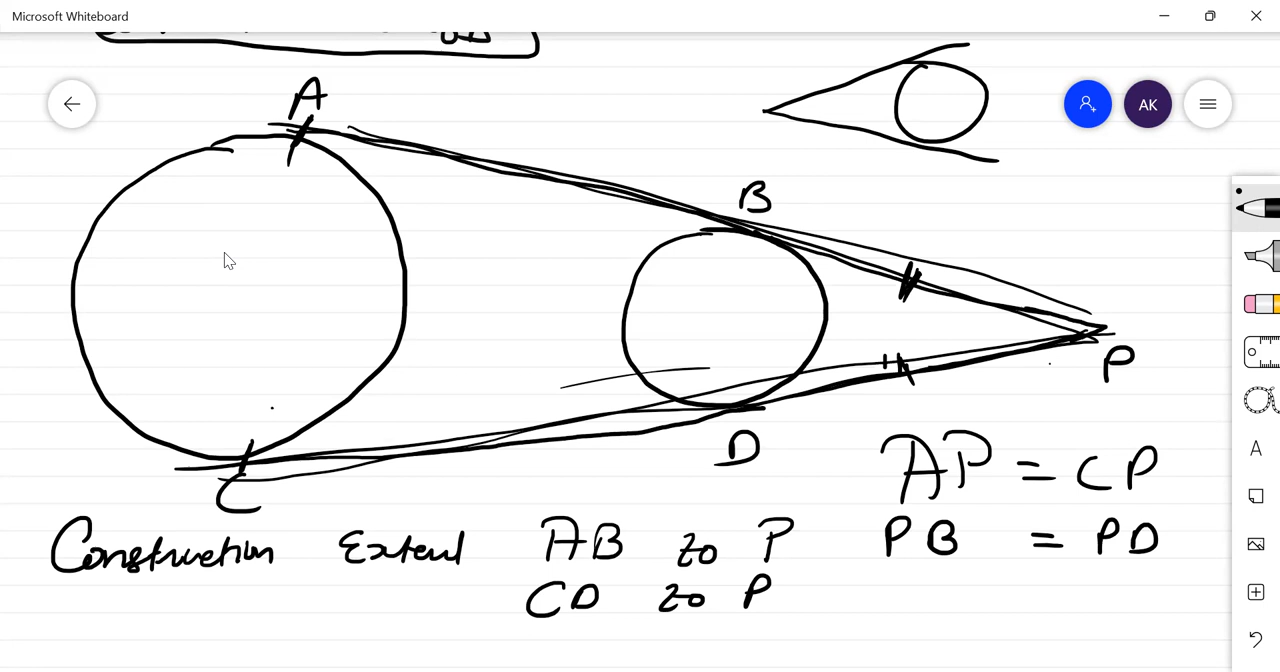 Microsoft Whiteboard
A
AK
B
P
D
C
AP = CP
Construction Extend AB to P PB = PD
CD to P
A